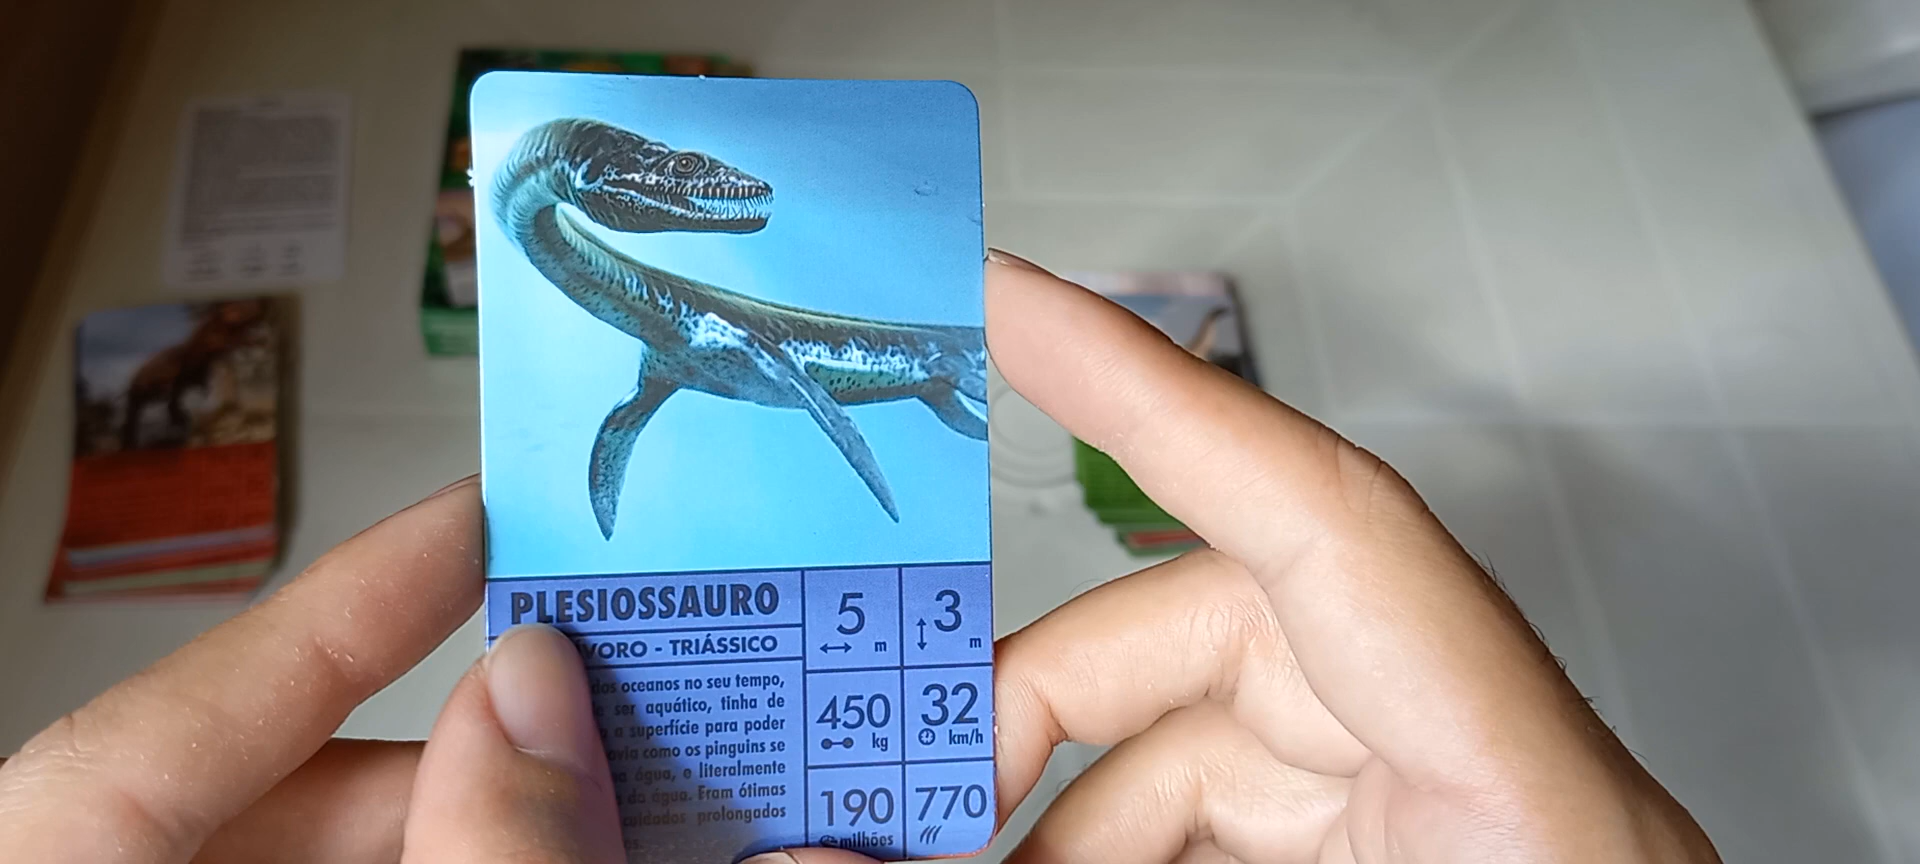 PLESIOSSAURO
VORO - TRIÁSSICO
dos oceanos no seu tempo,
ser aquático, tinha de
a superfície para poder
como os pinguins se
água, e literalmente
da água. Eram ótimas
cuidados prolongados
5
m
3
m
450
kg
32
km/h
190
milhões
770